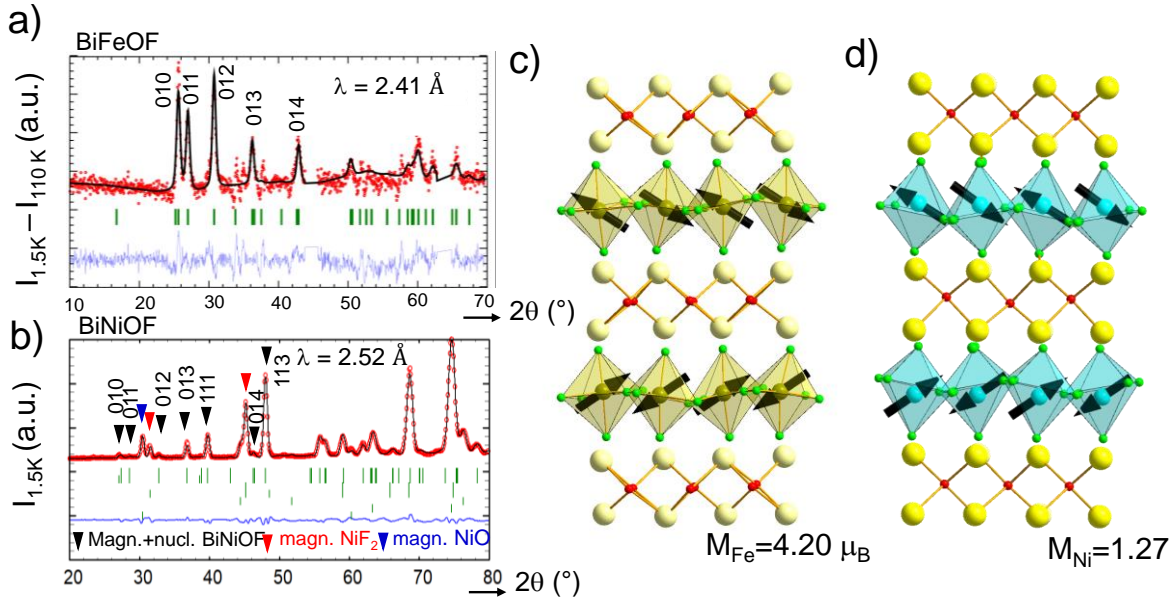 a)
BiFeOF
I1.5K – I110 K (a.u.)
010
011
012
013
014
λ = 2.41 Å
10 20 30 40 50 60 70
2θ (°)
b)
BiNiOF
I1.5K (a.u.)
010
011
012
013
111
014
113
λ = 2.52 Å
Magn.+nucl. BiNiOF
magn. NiF2
magn. NiO
20 30 40 50 60 70 80
2θ (°)
c)
MFe=4.20 μB
d)
MNi=1.27